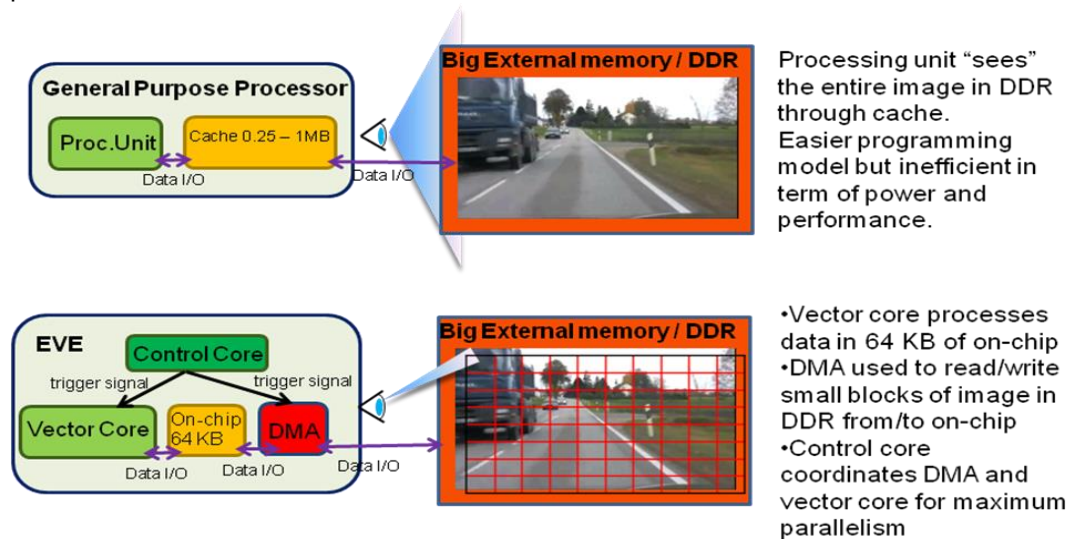 General Purpose Processor
Proc.Unit
Cache 0.25 – 1MB
Data I/O
Data I/O
Big External memory / DDR
Processing unit “sees”
the entire image in DDR
through cache.
Easier programming
model but inefficient in
term of power and
performance.
EVE
Control Core
trigger signal
trigger signal
Vector Core
On-chip
64 KB
DMA
Data I/O
Data I/O
Data I/O
Big External memory / DDR
•Vector core processes
data in 64 KB of on-chip
•DMA used to read/write
small blocks of image in
DDR from/to on-chip
•Control core
coordinates DMA and
vector core for maximum
parallelism